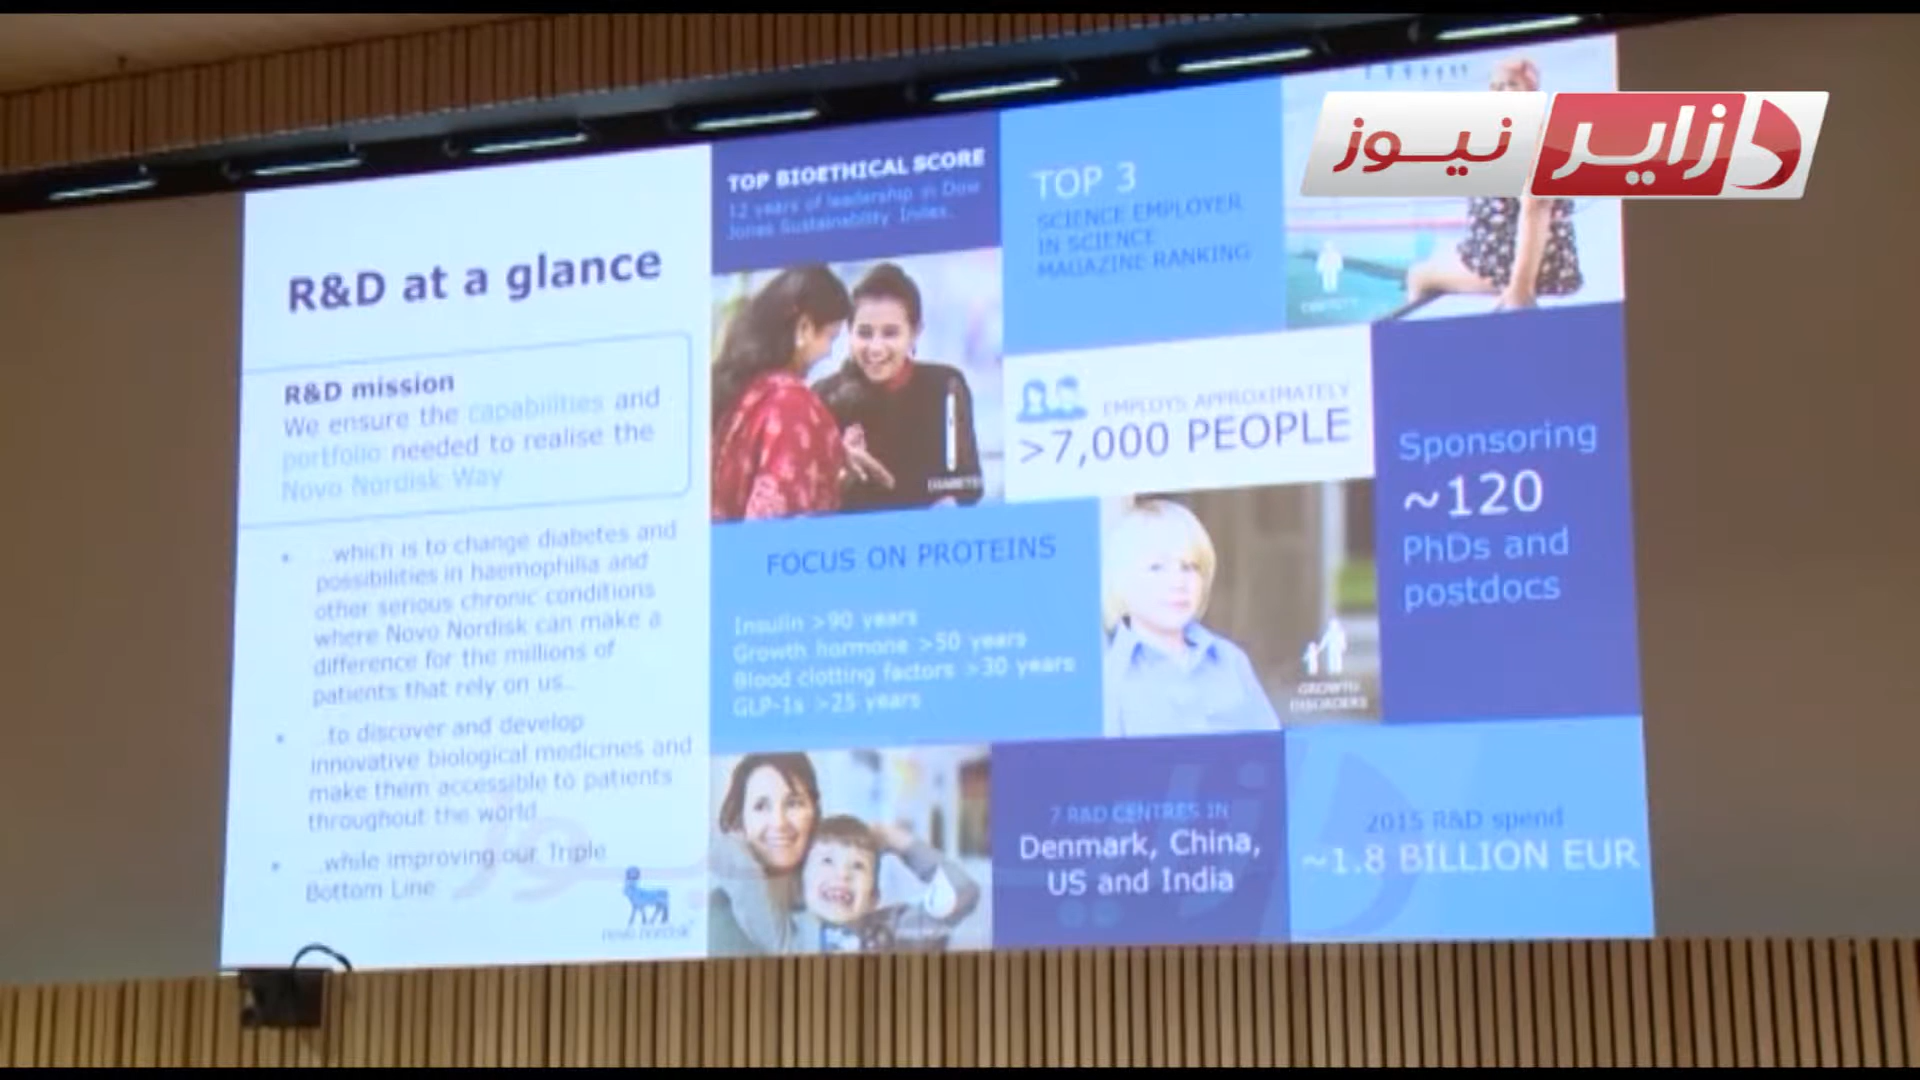 دزاير نيوز
R&D at a glance
R&D mission
We ensure the capabilities and
portfolio needed to realise the
Novo Nordisk Way
• ...which is to change diabetes and
possibilities in haemophilia and
other serious chronic conditions
where Novo Nordisk can make a
difference for the millions of
patients that rely on us...
• ...to discover and develop
innovative biological medicines and
make them accessible to patients
throughout the world
• ...while improving our Triple
Bottom Line
novo nordisk
TOP BIOETHICAL SCORE
12 years of leadership in Dow
Jones Sustainability Index.
TOP 3
SCIENCE EMPLOYER
IN SCIENCE
MAGAZINE RANKING
DIABETES
EMPLOYS APPROXIMATELY
>7,000 PEOPLE
Sponsoring
~120
PhDs and
postdocs
FOCUS ON PROTEINS
Insulin >90 years
Growth hormone >50 years
Blood clotting factors >30 years
GLP-1s >25 years
GROWTH
DISORDERS
7 R&D CENTRES IN
Denmark, China,
US and India
2015 R&D spend
~1.8 BILLION EUR